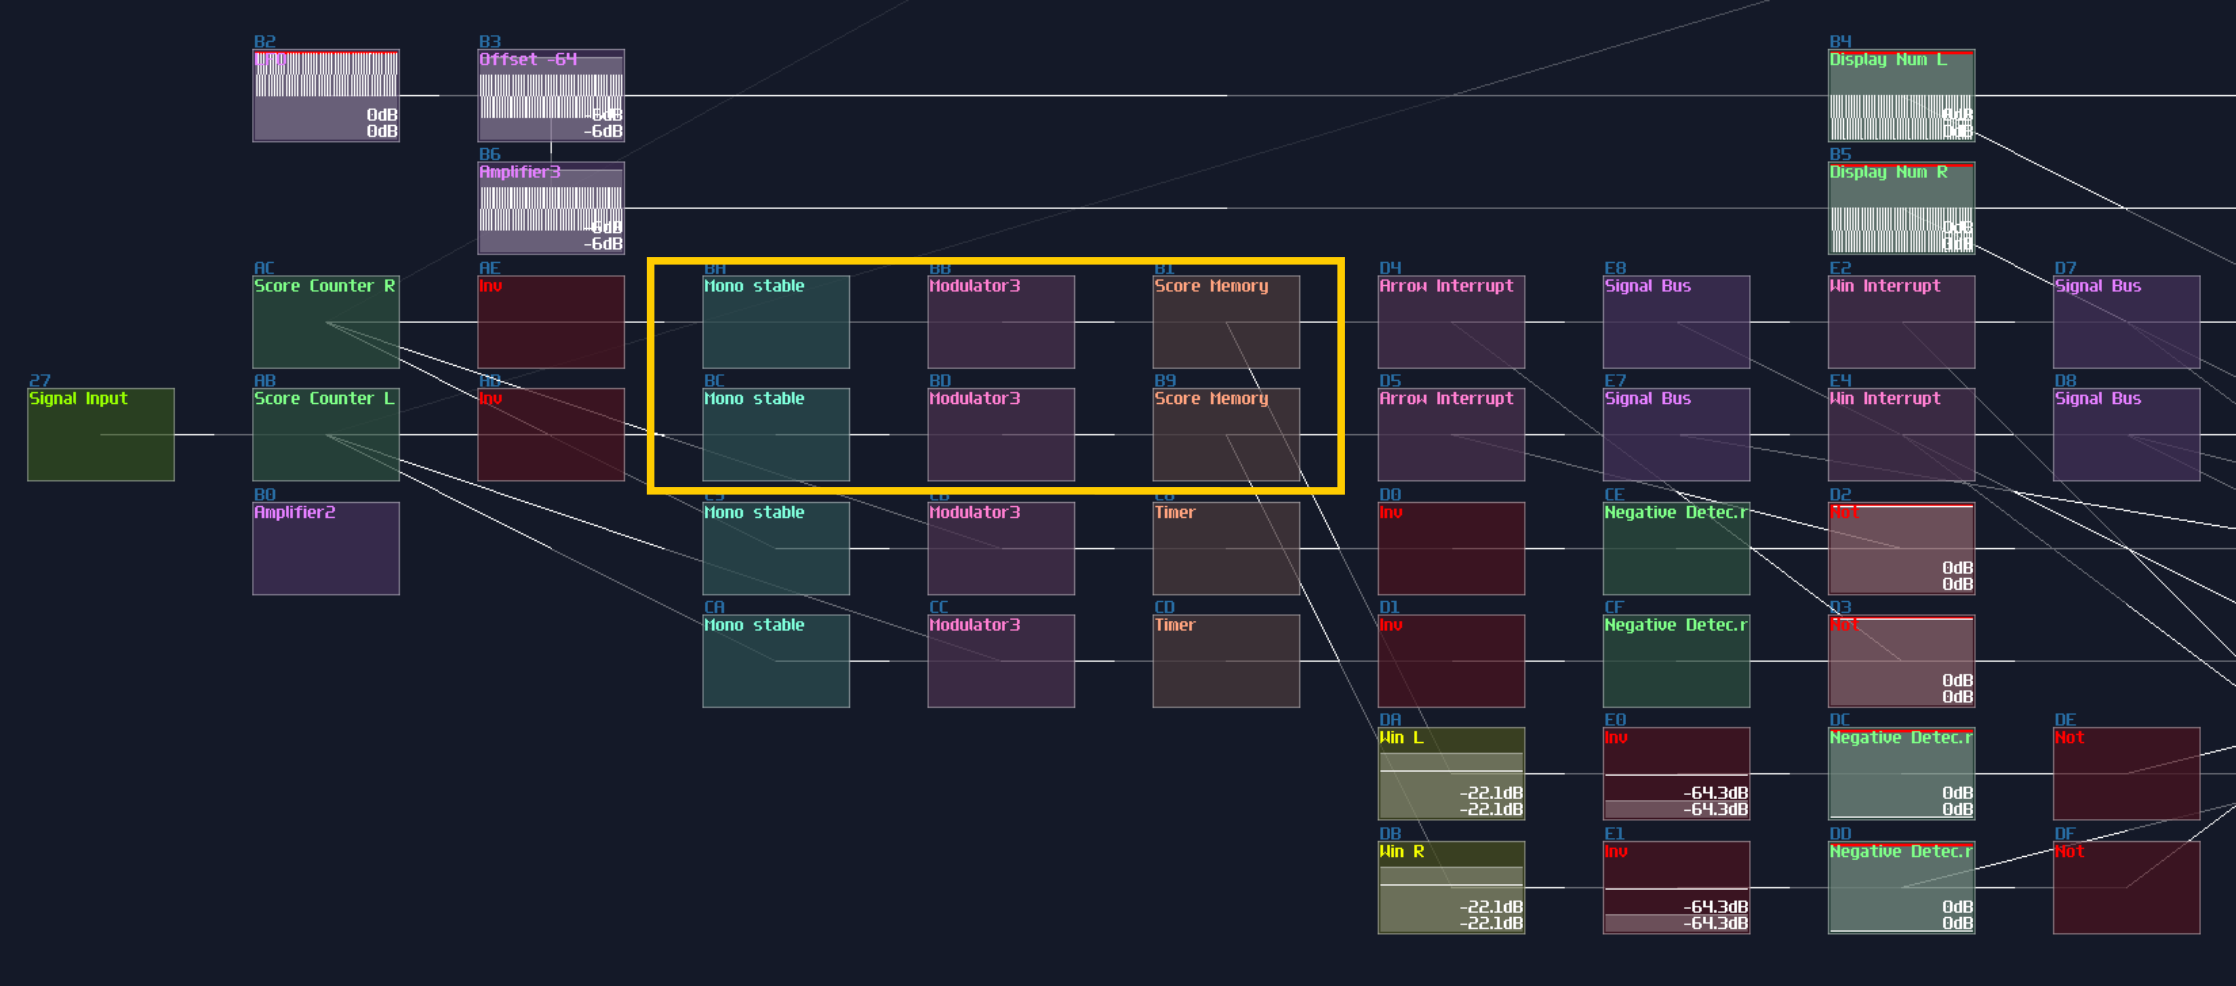 B2
0dB
0dB
B3
Offset -64
-6dB
-6dB
B4
Display Num L
0dB
0dB
B6
Amplifier3
-6dB
-6dB
B5
Display Num R
0dB
0dB
AC
Score Counter R
AE
Inv
BA
Mono stable
BB
Modulator3
B1
Score Memory
D4
Arrow Interrupt
E8
Signal Bus
E2
Win Interrupt
D7
Signal Bus
27
Signal Input
AB
Score Counter L
AD
Inv
BC
Mono stable
BD
Modulator3
B9
Score Memory
D5
Arrow Interrupt
E7
Signal Bus
E4
Win Interrupt
D8
Signal Bus
B0
Amplifier2
Mono stable
Modulator3
Timer
D0
Inv
CE
Negative Detec.r
D2
Not
0dB
0dB
CA
Mono stable
CC
Modulator3
CD
Timer
D1
Inv
CF
Negative Detec.r
D3
Not
0dB
0dB
DA
Win L
-22.1dB
-22.1dB
E0
Inv
-64.3dB
-64.3dB
DC
Negative Detec.r
0dB
0dB
DE
Not
DB
Win R
-22.1dB
-22.1dB
E1
Inv
-64.3dB
-64.3dB
DD
Negative Detec.r
0dB
0dB
DF
Not